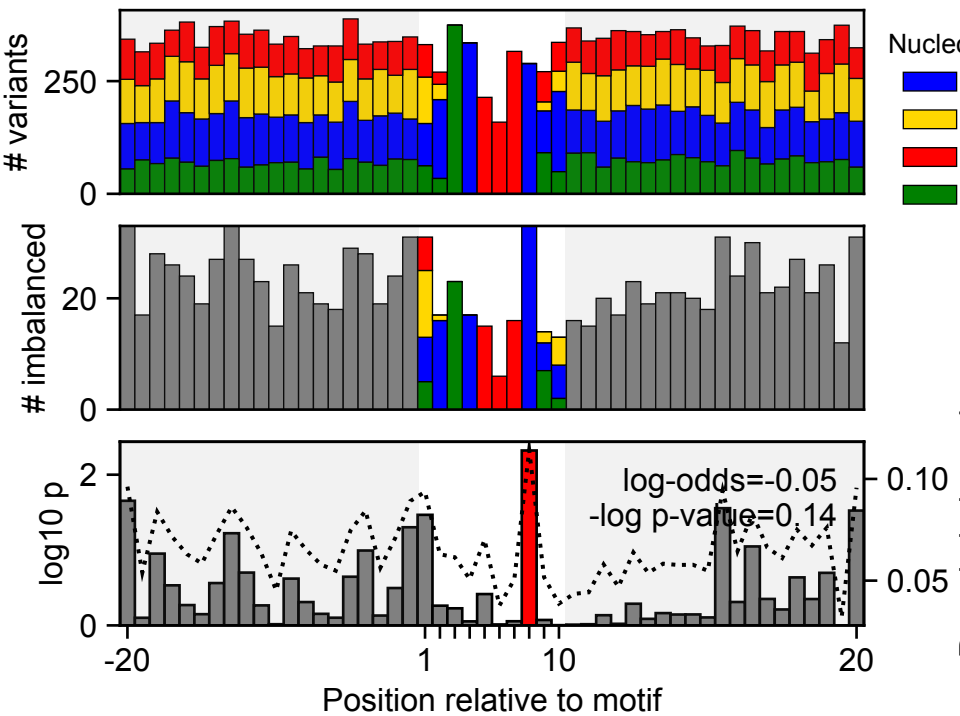 # variants
250
0
Nucleo
# imbalanced
20
0
log10 p
2
0
log-odds=-0.05
-log p-value=0.14
0.10
0.05
-20
1
10
20
Position relative to motif